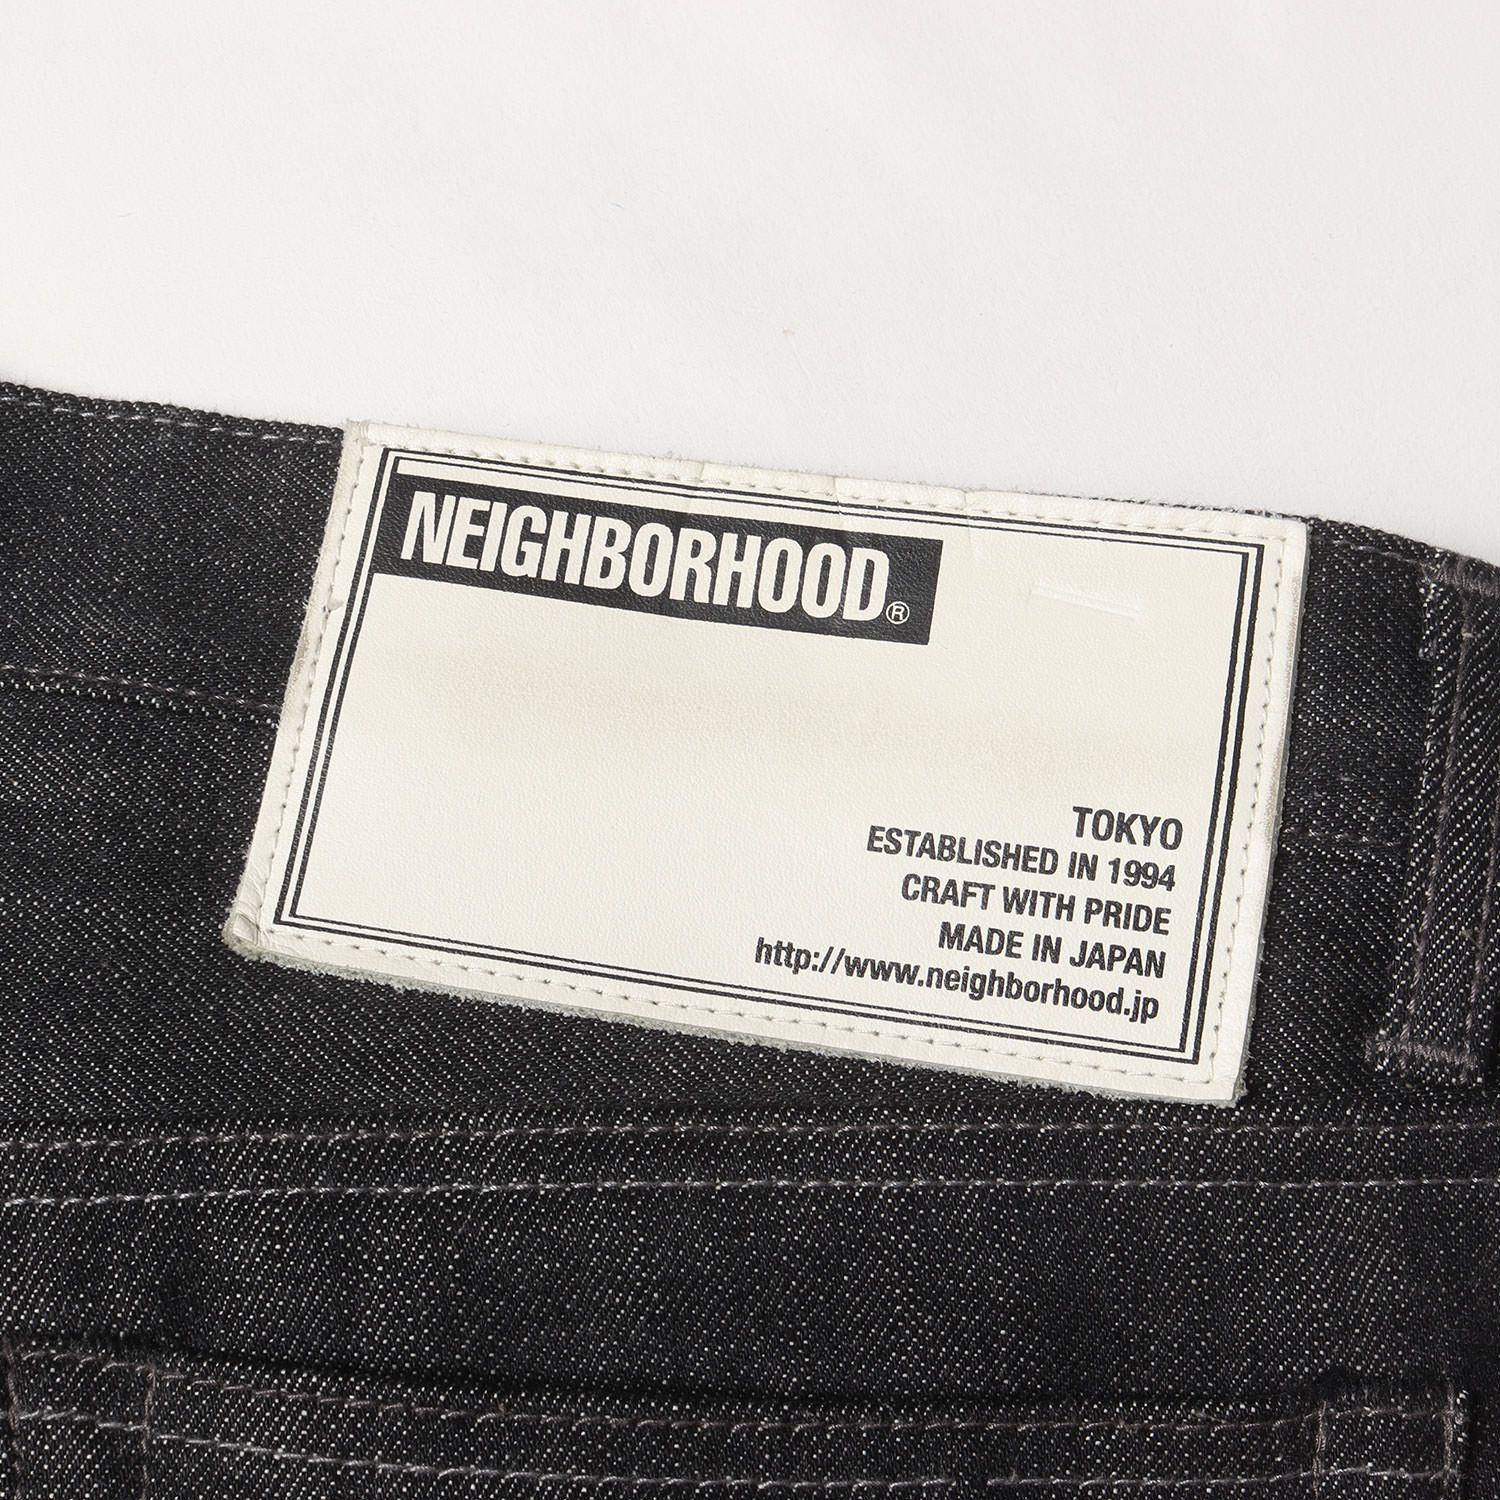 NEIGHBORHOOD®
TOKYO
ESTABLISHED IN 1994
CRAFT WITH PRIDE
MADE IN JAPAN
http://www.neighborhood.jp